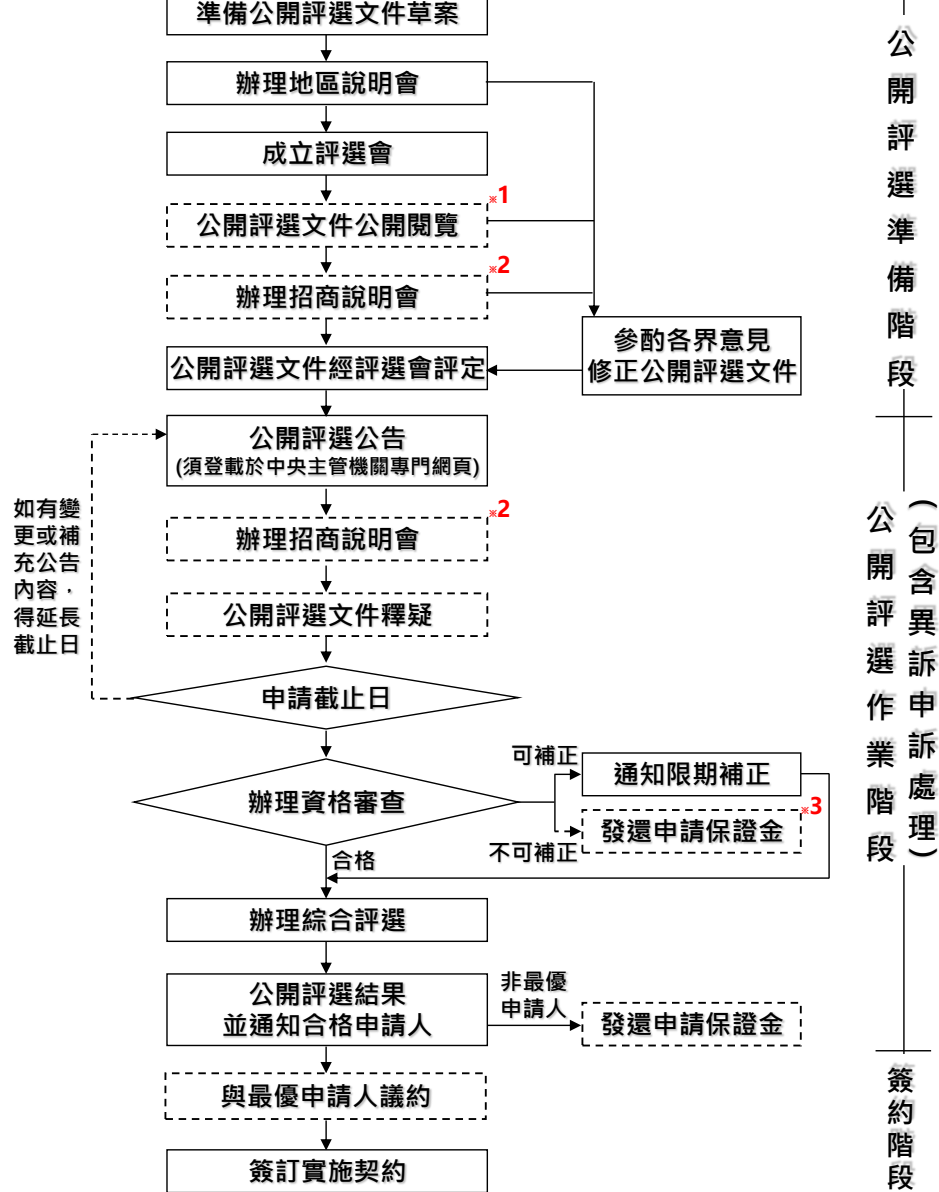 準備公開評選文件草案
辦理地區說明會
成立評選會
※1
公開評選文件公開閱覽
※2
辦理招商說明會
參酌各界意見
修正公開評選文件
公開評選文件經評選會評定
公開評選公告
(須登載於中央主管機關專門網頁)
如有變
更或補
充公告
內容，
得延長
截止日
※2
辦理招商說明會
公開評選文件釋疑
申請截止日
辦理資格審查
可補正
通知限期補正
※3
不可補正
發還申請保證金
合格
辦理綜合評選
公開評選結果
並通知合格申請人
非最優
申請人
發還申請保證金
與最優申請人議約
簽訂實施契約
公開評選準備階段
公開評選作業階段
(包含異訴申訴處理)
簽約階段